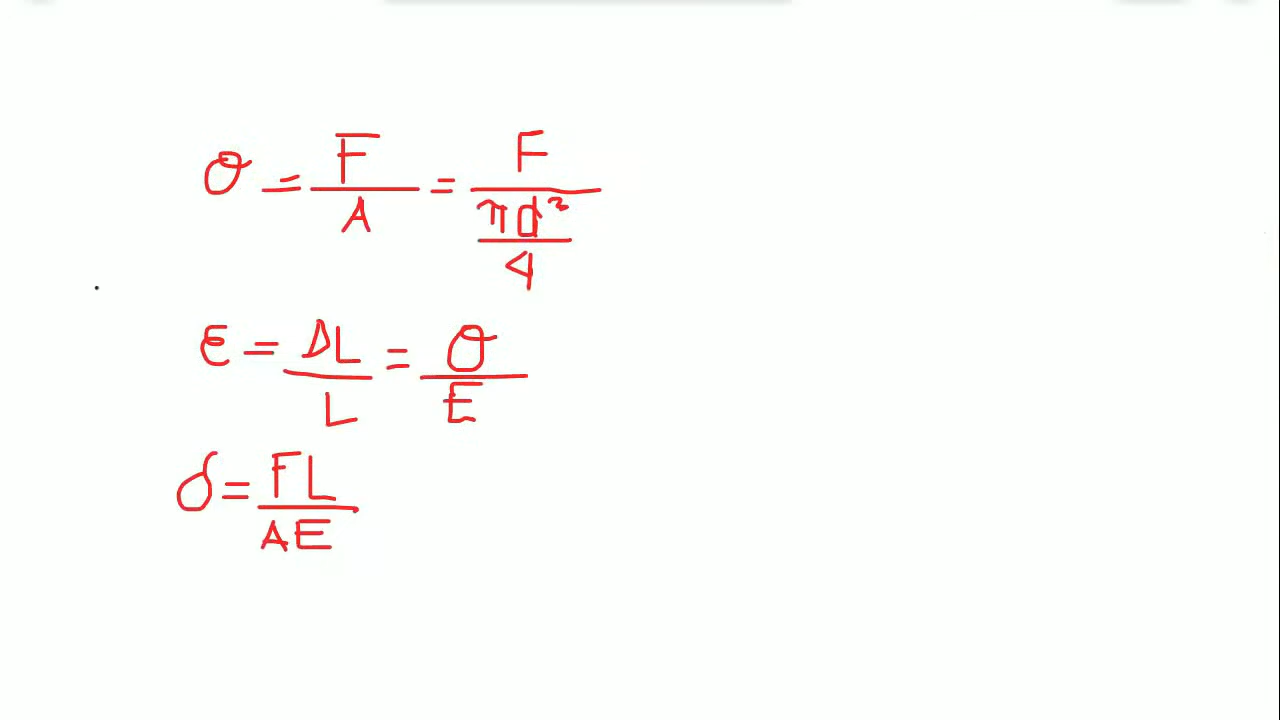 σ = F/A = F/(πd²/4)
ε = ΔL/L = σ/E
δ = FL/AE